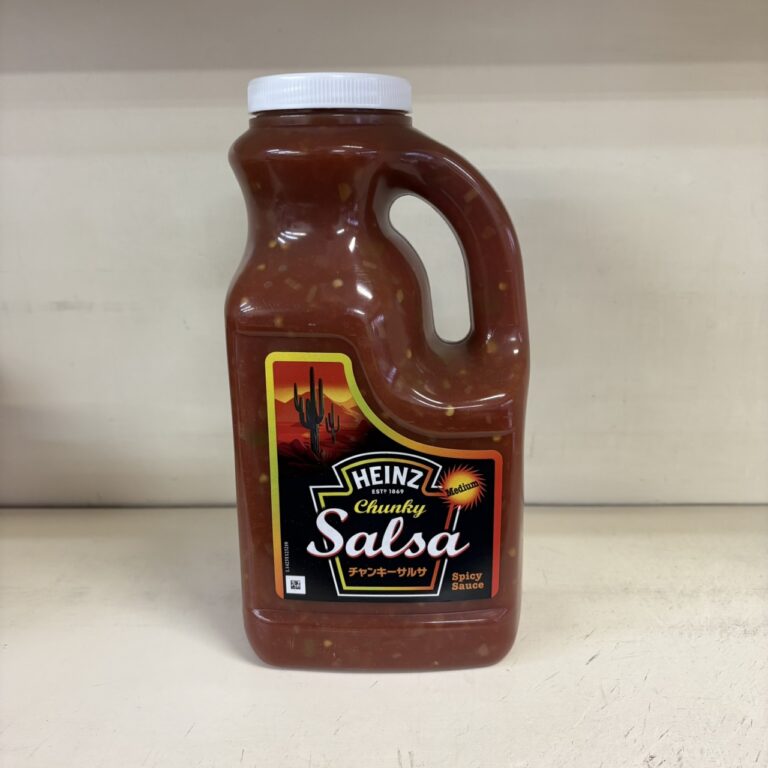 HEINZ
ESTD 1869
Medium
Chunky
Salsa
チャンキーサルサ
Spicy
Sauce